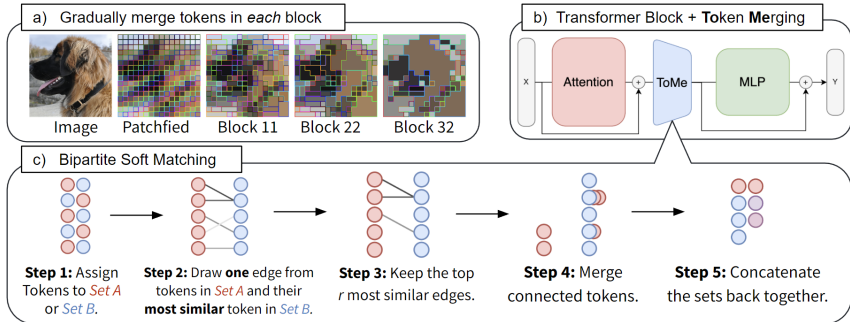 a) Gradually merge tokens in each block
Image
Patchfied
Block 11
Block 22
Block 32
b) Transformer Block + Token Merging
X
Attention
+
ToMe
MLP
+
Y
c) Bipartite Soft Matching
Step 1: Assign
Tokens to Set A
or Set B.
Step 2: Draw one edge from
tokens in Set A and their
most similar token in Set B.
Step 3: Keep the top
r most similar edges.
Step 4: Merge
connected tokens.
Step 5: Concatenate
the sets back together.